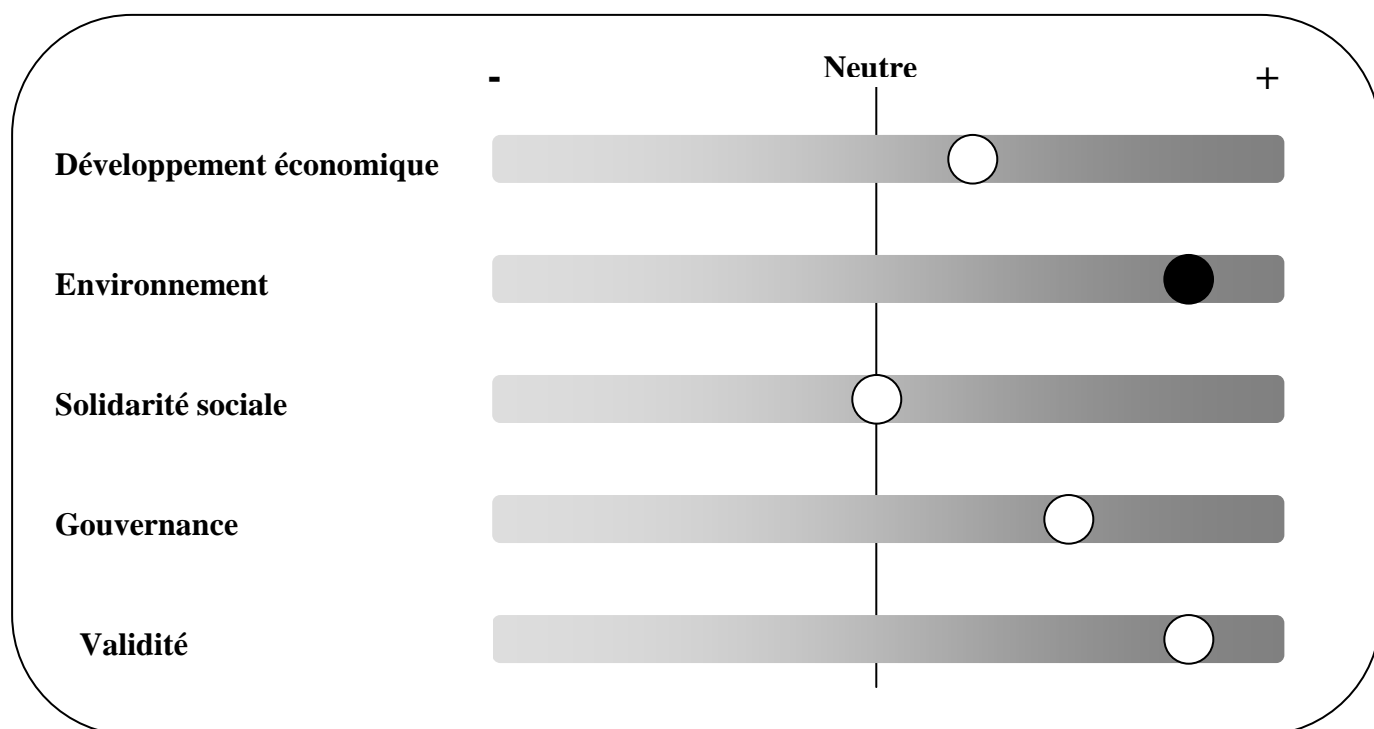 - Neutre +
Développement économique
Environnement
Solidarité sociale
Gouvernance
Validité